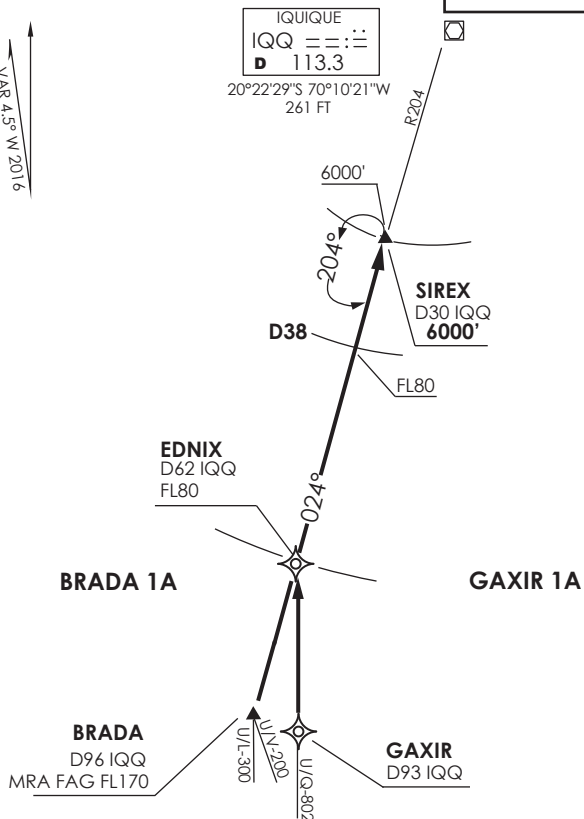 IQUIQUE
IQQ
D 113.3
20°22'29"S 70°10'21"W
261 FT
VAR 4.5° W 2016
R204
6000'
204°
SIREX
D30 IQQ
6000'
D38
FL80
EDNIX
D62 IQQ
FL80
024°
BRADA 1A
GAXIR 1A
BRADA
D96 IQQ
MRA FAG FL170
U/L-300
U/V-200
U/Q-802
GAXIR
D93 IQQ